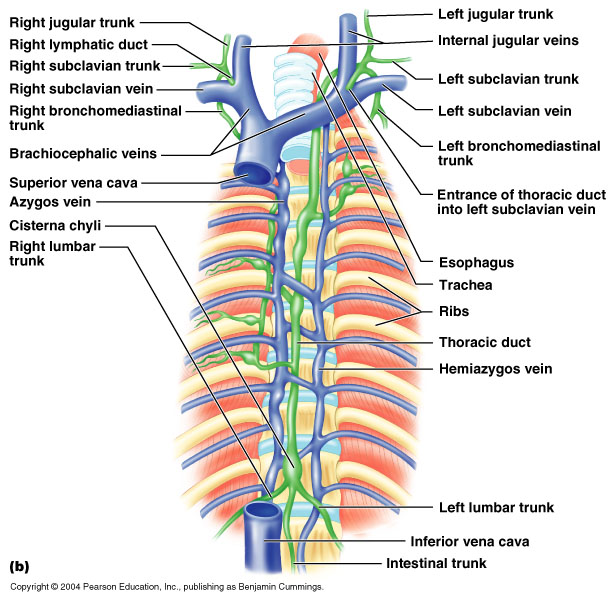 Right jugular trunk
Right lymphatic duct
Right subclavian trunk
Right subclavian vein
Right bronchomediastinal
trunk
Brachiocephalic veins
Superior vena cava
Azygos vein
Cisterna chyli
Right lumbar
trunk
Left jugular trunk
Internal jugular veins
Left subclavian trunk
Left subclavian vein
Left bronchomediastinal
trunk
Entrance of thoracic duct
into left subclavian vein
Esophagus
Trachea
Ribs
Thoracic duct
Hemiazygos vein
Left lumbar trunk
Inferior vena cava
Intestinal trunk
(b)
Copyright © 2004 Pearson Education, Inc., publishing as Benjamin Cummings.